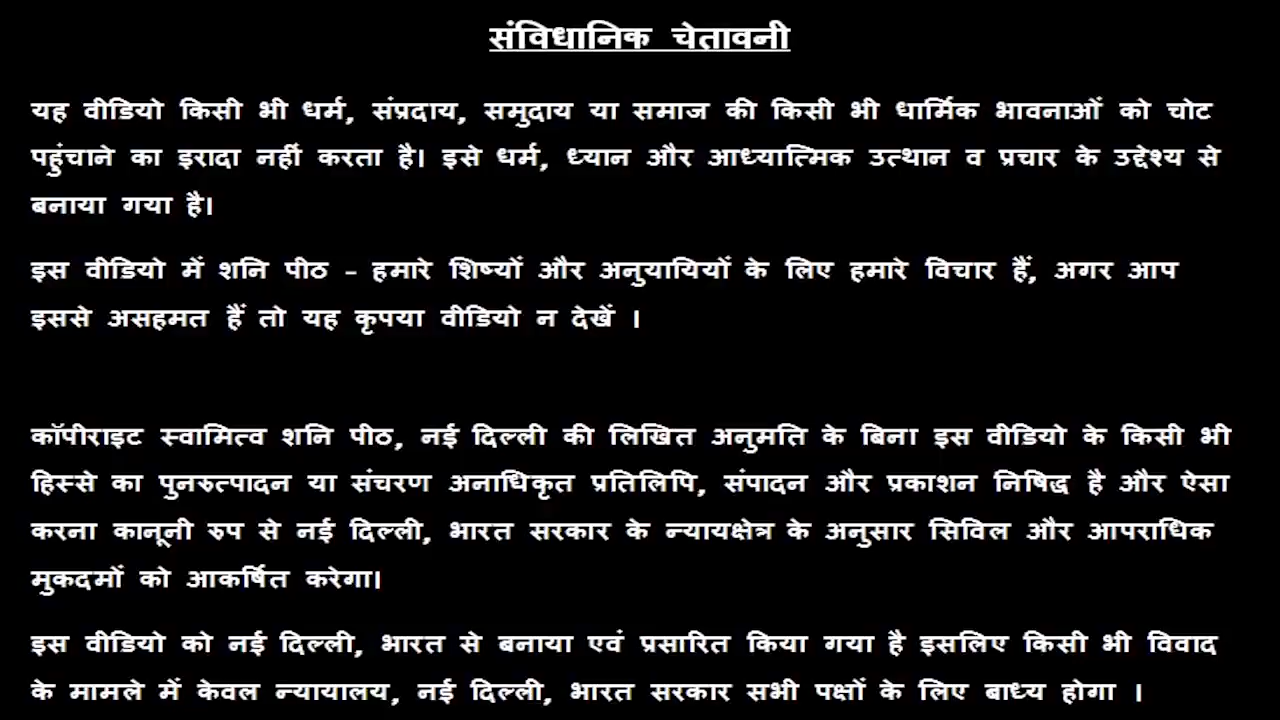 संविधानिक चेतावनी
यह वीडियो किसी भी धर्म, संप्रदाय, समुदाय या समाज की किसी भी धार्मिक भावनाओं को चोट
पहुंचाने का इरादा नहीं करता है। इसे धर्म, ध्यान और आध्यात्मिक उत्थान व प्रचार के उद्देश्य से
बनाया गया है।
इस वीडियो में शनि पीठ – हमारे शिष्यों और अनुयायियों के लिए हमारे विचार हैं, अगर आप
इससे असहमत हैं तो यह कृपया वीडियो न देखें ।
कॉपीराइट स्वामित्व शनि पीठ, नई दिल्ली की लिखित अनुमति के बिना इस वीडियो के किसी भी
हिस्से का पुनरुत्पादन या संचरण अनाधिकृत प्रतिलिपि, संपादन और प्रकाशन निषिद्ध है और ऐसा
करना कानूनी रुप से नई दिल्ली, भारत सरकार के न्यायक्षेत्र के अनुसार सिविल और आपराधिक
मुकदमों को आकर्षित करेगा।
इस वीडियो को नई दिल्ली, भारत से बनाया एवं प्रसारित किया गया है इसलिए किसी भी विवाद
के मामले में केवल न्यायालय, नई दिल्ली, भारत सरकार सभी पक्षों के लिए बाध्य होगा ।